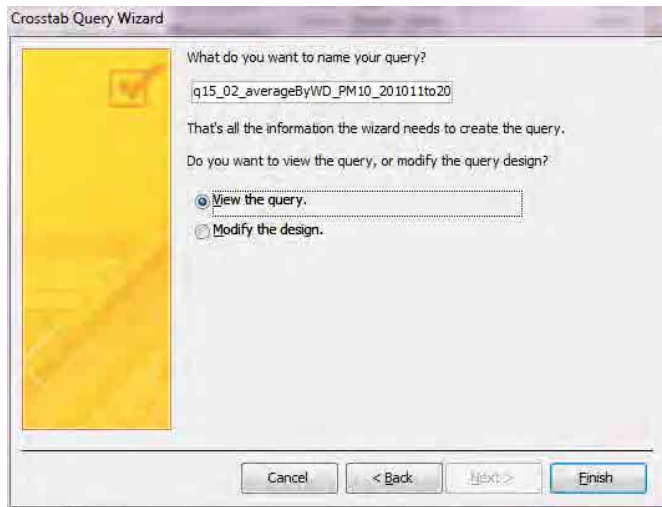 Crosstab Query Wizard
What do you want to name your query?
q15_02_averageByWD_PM10_201011to20
That's all the information the wizard needs to create the query.
Do you want to view the query, or modify the query design?
View the query.
Modify the design.
Cancel
< Back
Next >
Finish